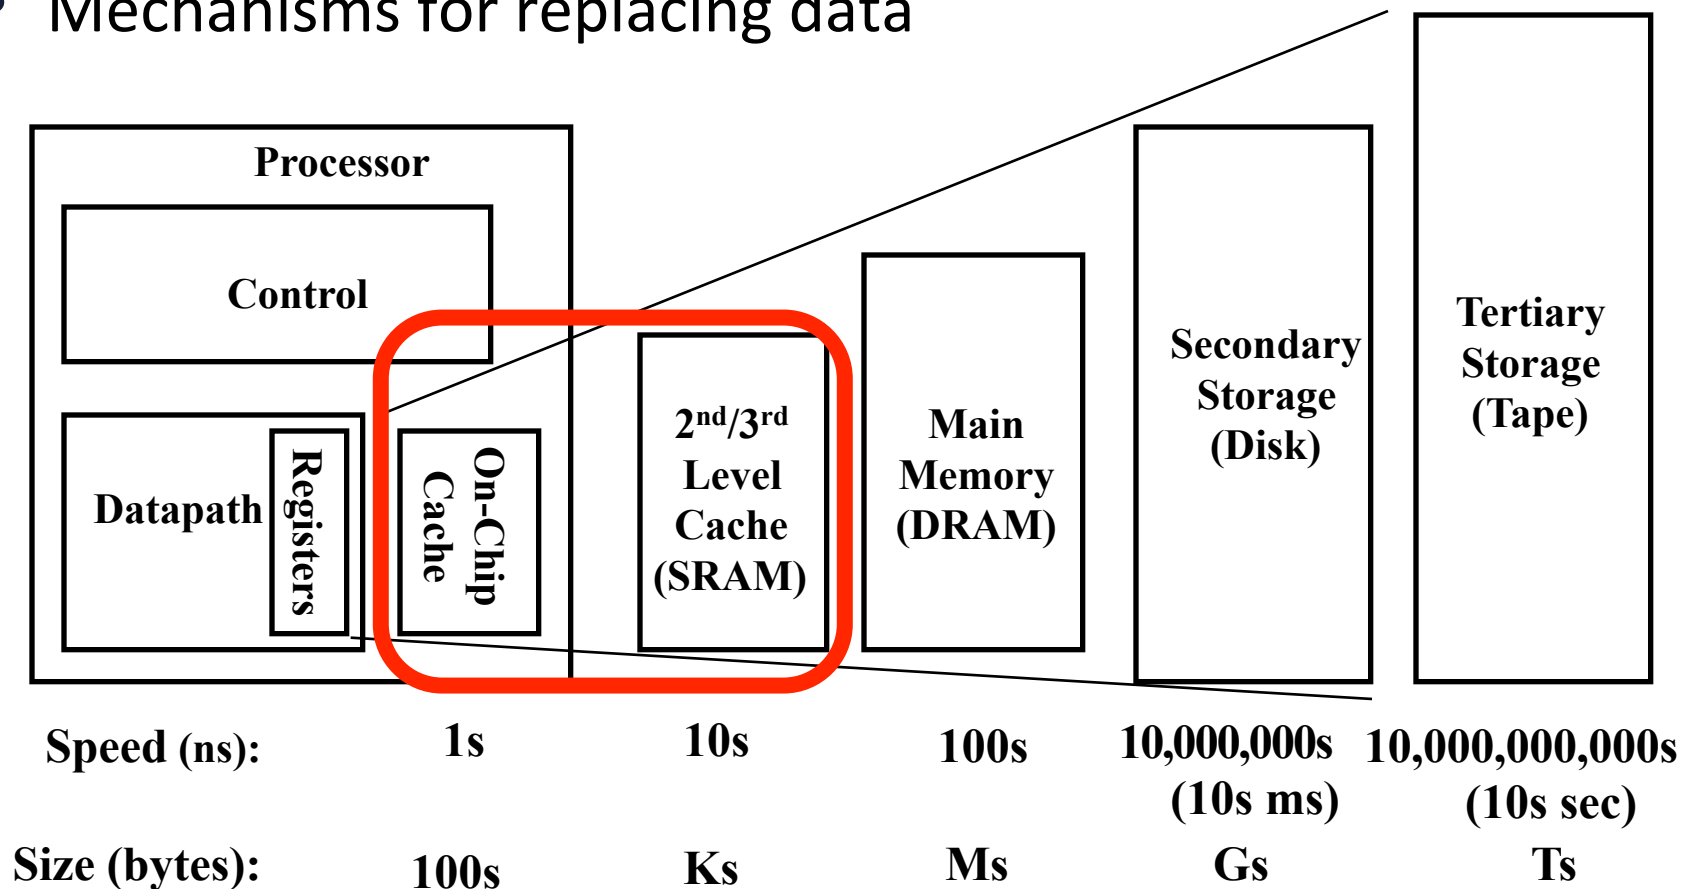 Mechanisms for replacing data
Processor
Control
Datapath
Registers
On-Chip
Cache
2nd/3rd
Level
Cache
(SRAM)
Main
Memory
(DRAM)
Secondary
Storage
(Disk)
Tertiary
Storage
(Tape)
Speed (ns): 1s 10s 100s 10,000,000s 10,000,000,000s
(10s ms) (10s sec)
Size (bytes): 100s Ks Ms Gs Ts